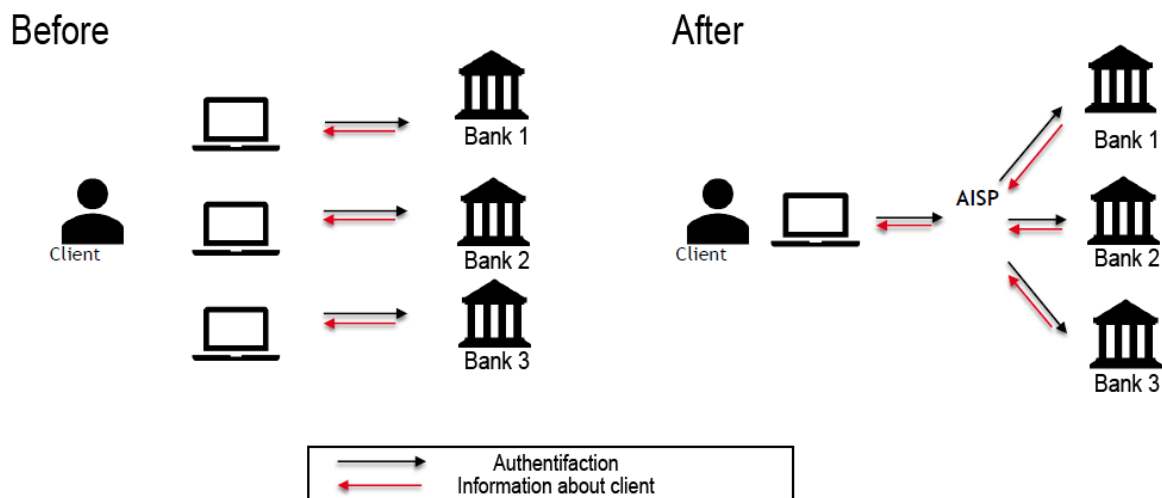 Before
Bank 1
Client
Bank 2
Bank 3
After
Bank 1
AISP
Client
Bank 2
Bank 3
Authentifaction
Information about client